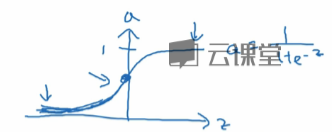 a
1
云课堂
a = 1/(1+e^-z)
z